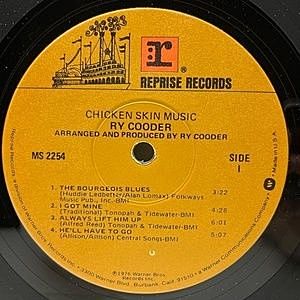 r
REPRISE RECORDS
CHICKEN SKIN MUSIC
RY COODER
ARRANGED AND PRODUCED BY RY COODER
MS 2254
SIDE
1
1. THE BOURGEOIS BLUES 3:22
(Huddie Ledbetter/Alan Lomax) Folkways
Music Pub., Inc.-BMI
2. I GOT MINE 4:28
(Traditional) Tonopah & Tidewater-BMI
3. ALWAYS LIFT HIM UP 6:01
(Alfred Reed) Tonopah & Tidewater-BMI
4. HE'LL HAVE TO GO 5:07
(Allison/Allison) Central Songs-BMI
℗ 1976 Warner Bros.
Made in U.S.A.